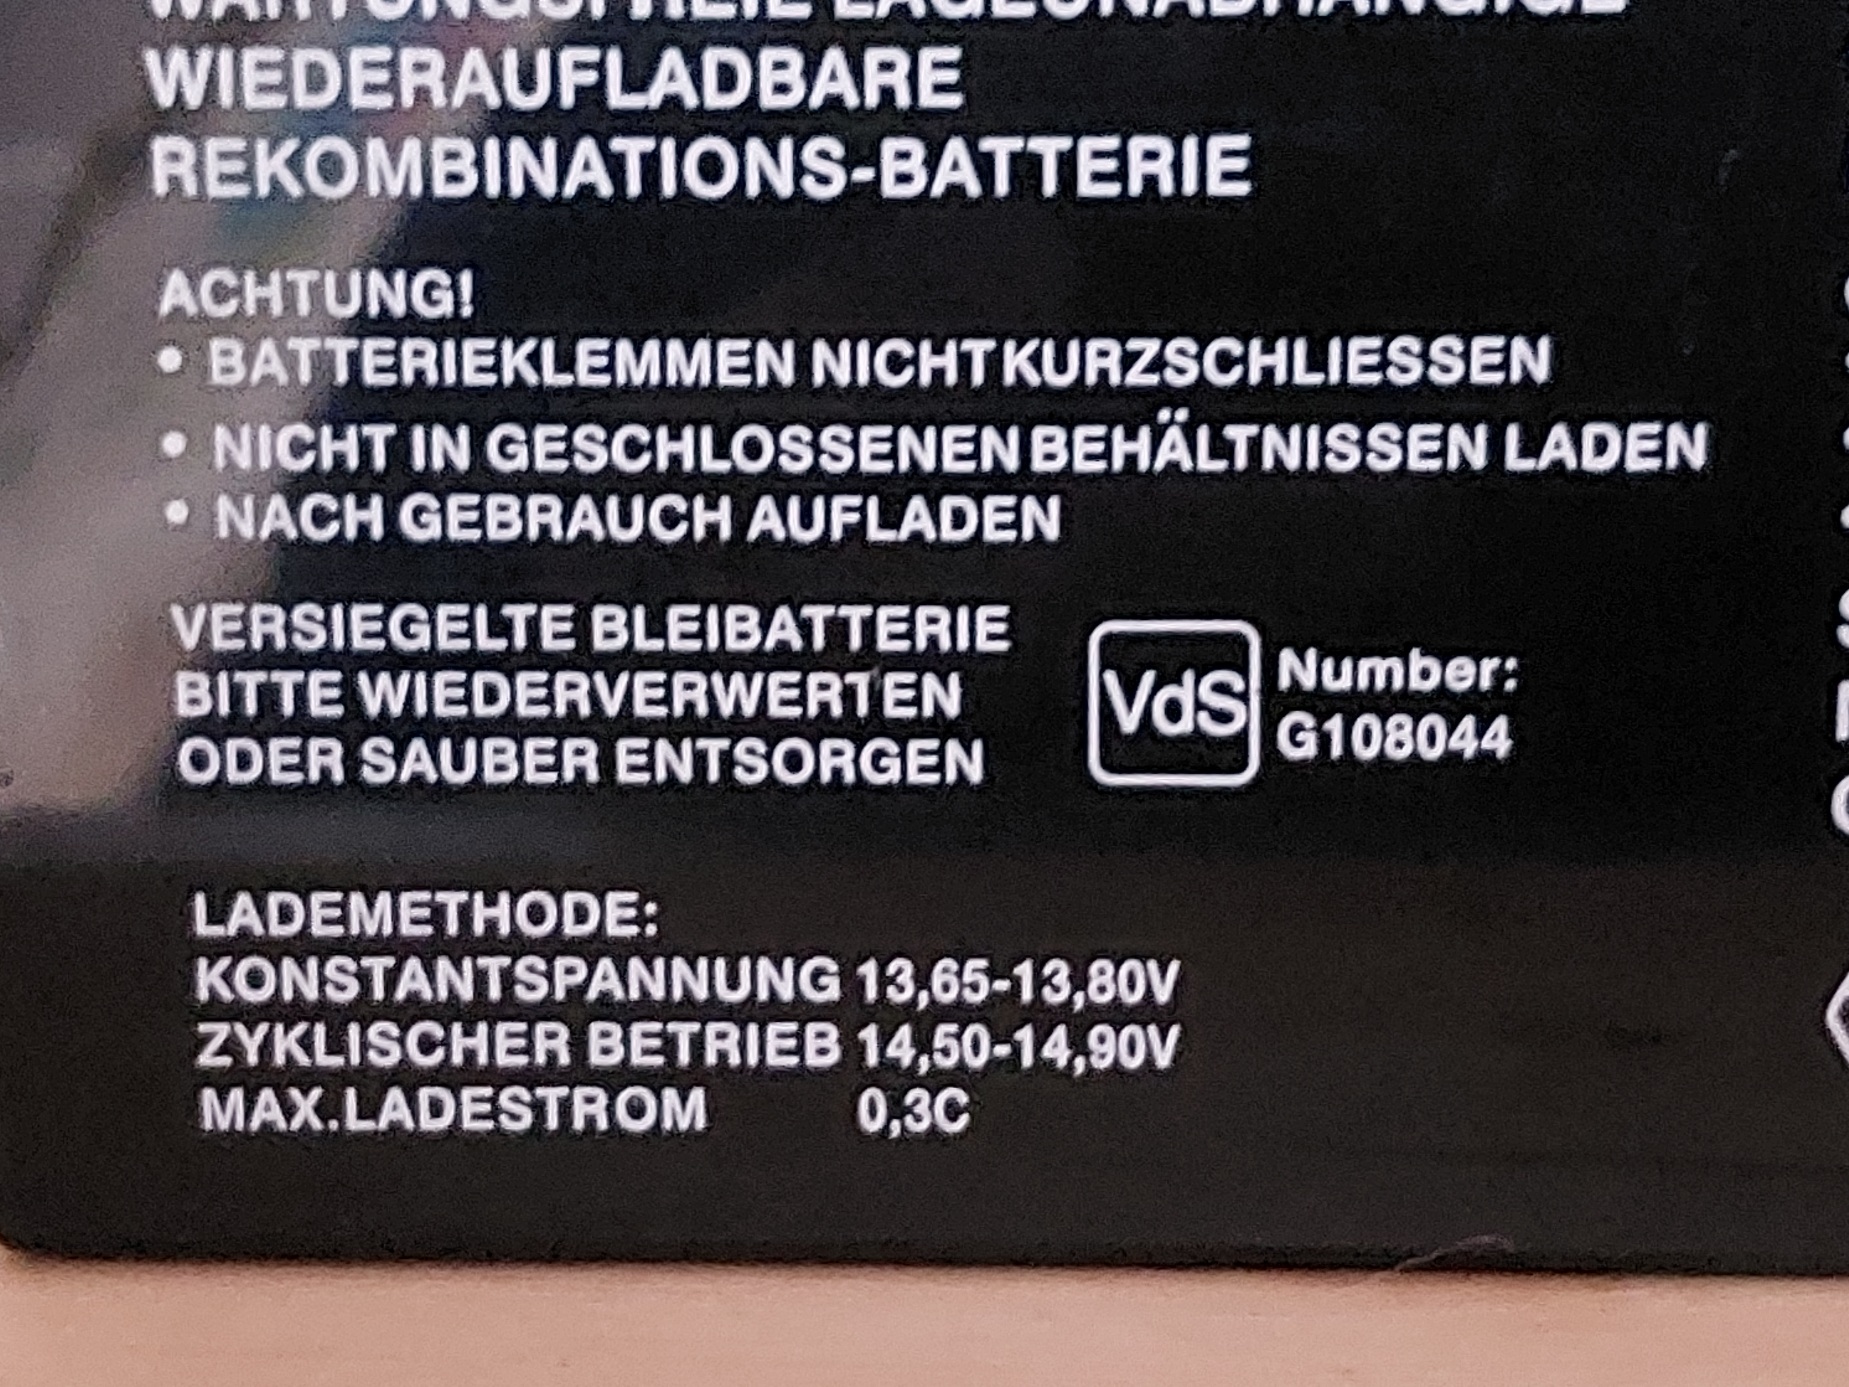 WARTUNGSFREIE LAGEUNABHÄNGIGE
WIEDERAUFLADBARE
REKOMBINATIONS-BATTERIE
ACHTUNG!
• BATTERIEKLEMMEN NICHT KURZSCHLIESSEN
• NICHT IN GESCHLOSSENEN BEHÄLTNISSEN LADEN
• NACH GEBRAUCH AUFLADEN
VERSIEGELTE BLEIBATTERIE
BITTE WIEDERVERWERTEN
ODER SAUBER ENTSORGEN
VdS
Number:
G108044
LADEMETHODE:
KONSTANTSPANNUNG 13,65-13,80V
ZYKLISCHER BETRIEB 14,50-14,90V
MAX.LADESTROM 0,3C